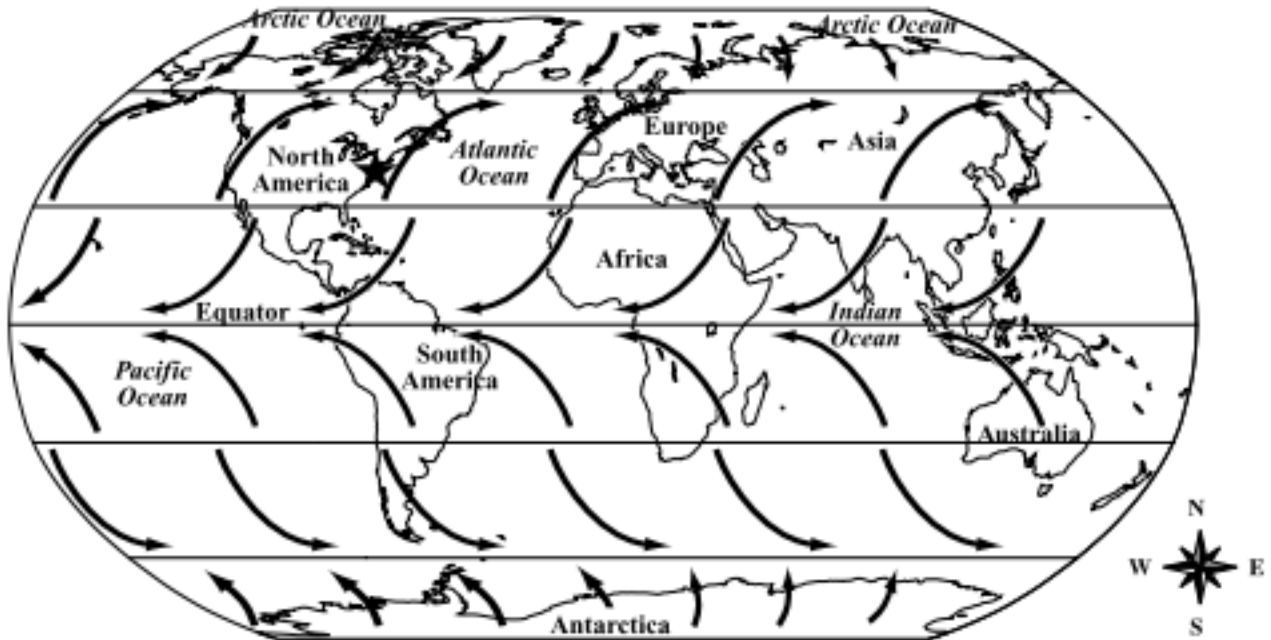 Arctic Ocean
Arctic Ocean
North
America
Atlantic
Ocean
Europe
Asia
Africa
Equator
Indian
Ocean
Pacific
Ocean
South
America
Australia
Antarctica
N
W
E
S